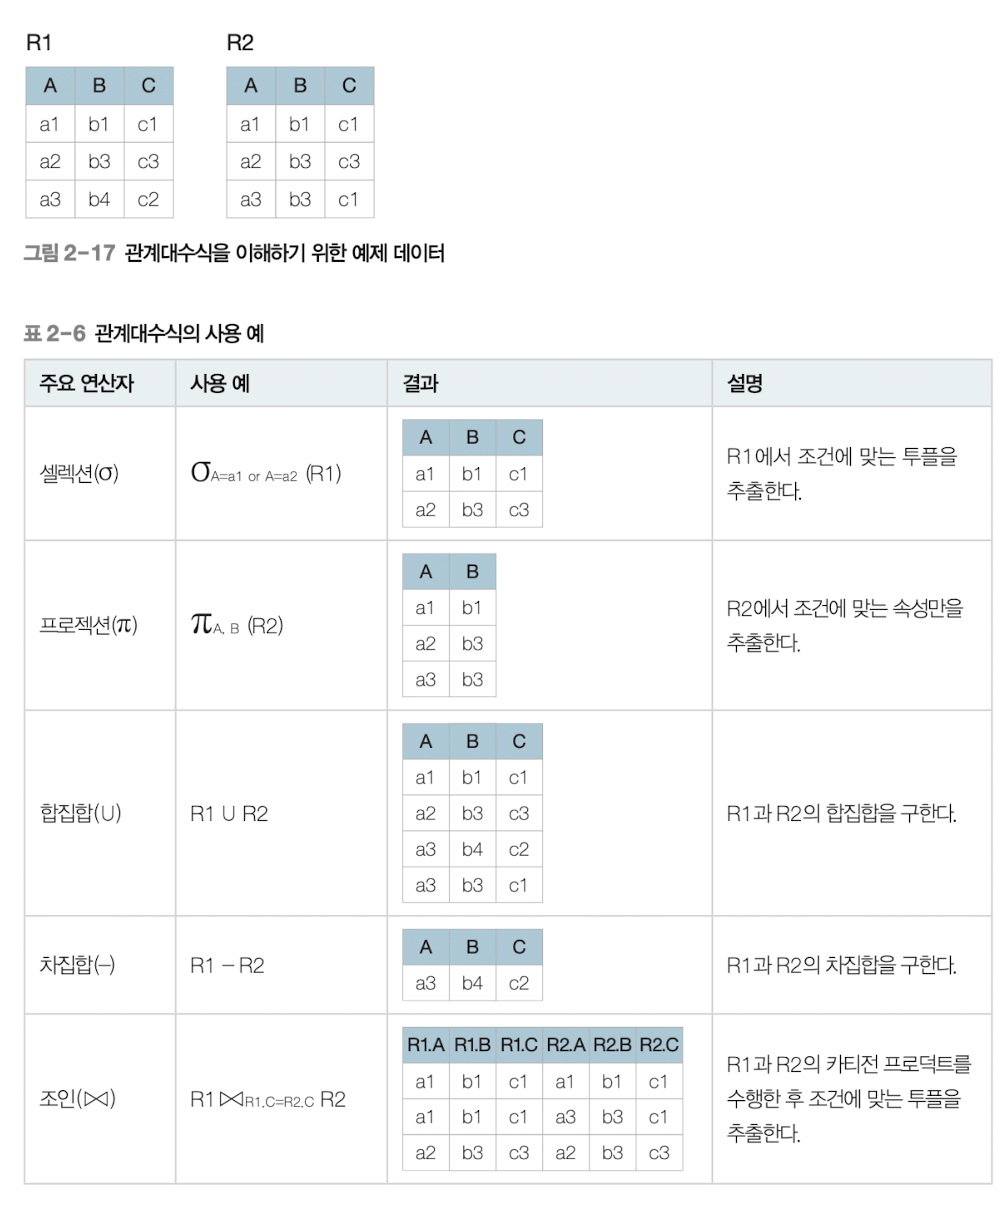 R1 R2
A B C A B C
a1 b1 c1 a1 b1 c1
a2 b3 c3 a2 b3 c3
a3 b4 c2 a3 b3 c1
그림 2-17 관계대수식을 이해하기 위한 예제 데이터
표 2-6 관계대수식의 사용 예
주요 연산자 사용 예 결과 설명
셀렉션(σ) σA=a1 or A=a2 (R1)
A B C
a1 b1 c1
a2 b3 c3
R1에서 조건에 맞는 투플을
추출한다.
프로젝션(π) πA, B (R2)
A B
a1 b1
a2 b3
a3 b3
R2에서 조건에 맞는 속성만을
추출한다.
합집합(∪) R1 ∪ R2
A B C
a1 b1 c1
a2 b3 c3
a3 b4 c2
a3 b3 c1
R1과 R2의 합집합을 구한다.
차집합(–) R1 – R2
A B C
a3 b4 c2
R1과 R2의 차집합을 구한다.
조인(⋈) R1 ⋈R1.C=R2.C R2
R1.A R1.B R1.C R2.A R2.B R2.C
a1 b1 c1 a1 b1 c1
a1 b1 c1 a3 b3 c1
a2 b3 c3 a2 b3 c3
R1과 R2의 카티전 프로덕트를
수행한 후 조건에 맞는 투플을
추출한다.